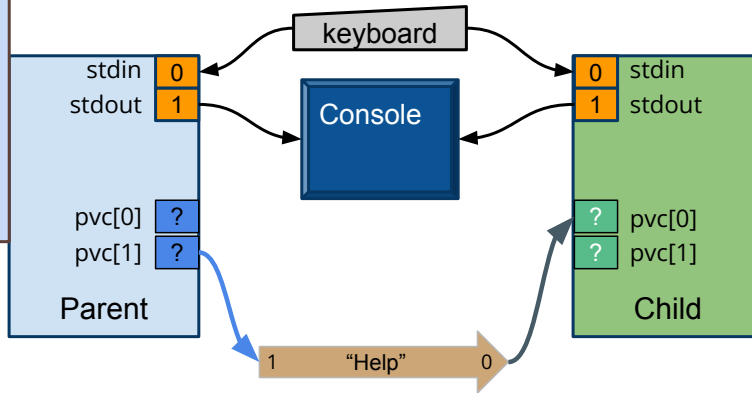 keyboard
stdin 0
0 stdin
stdout 1
1 stdout
Console
pvc[0] ?
? pvc[0]
pvc[1] ?
? pvc[1]
Parent
Child
1 “Help” 0